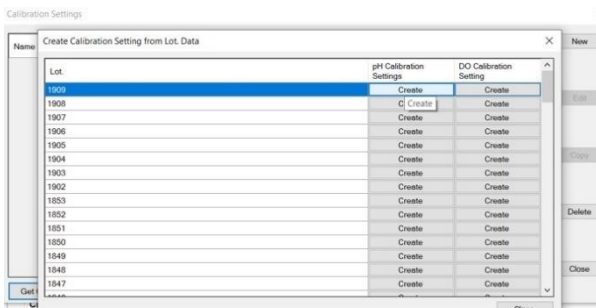 Calibration Settings
Name
Create Calibration Setting from Lot. Data
New
Lot.
pH Calibration Settings
DO Calibration Setting
1909 Create Create
1908 Create Create
1907 Create Create
1906 Create Create
1905 Create Create
1904 Create Create
1903 Create Create
1902 Create Create
1853 Create Create
1852 Create Create
1851 Create Create
1850 Create Create
1849 Create Create
1848 Create Create
1847 Create Create
Edit
Copy
Delete
Close
Get